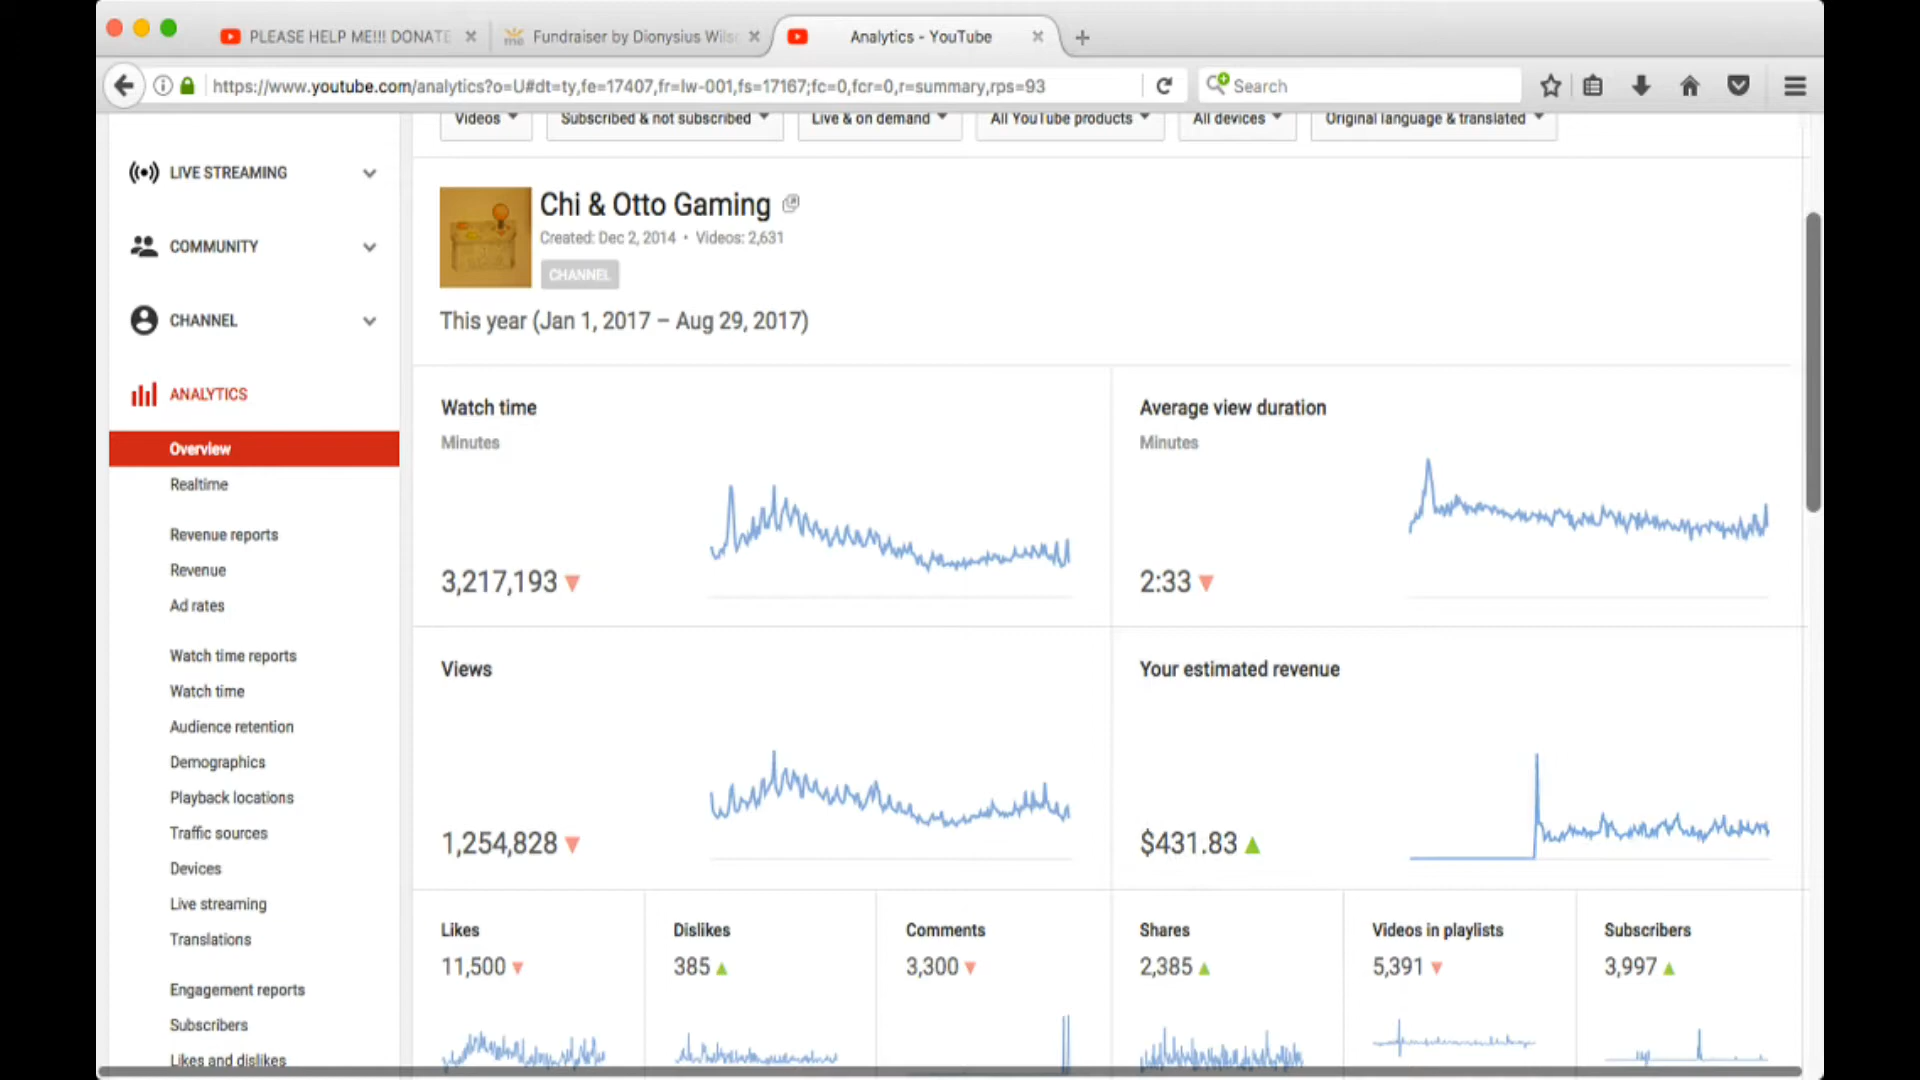 PLEASE HELP ME!!! DONATE
me Fundraiser by Dionysius Wils
Analytics - YouTube
https://www.youtube.com/analytics?o=U#dt=ty,fe=17407,fr=lw-001,fs=17167;fc=0,fcr=0,r=summary,rps=93
Search
Videos
Subscribed & not subscribed
Live & on demand
All YouTube products
All devices
Original language & translated
LIVE STREAMING
COMMUNITY
CHANNEL
ANALYTICS
Overview
Realtime
Revenue reports
Revenue
Ad rates
Watch time reports
Watch time
Audience retention
Demographics
Playback locations
Traffic sources
Devices
Live streaming
Translations
Engagement reports
Subscribers
Likes and dislikes
Chi & Otto Gaming
Created: Dec 2, 2014 • Videos: 2,631
CHANNEL
This year (Jan 1, 2017 – Aug 29, 2017)
Watch time
Minutes
3,217,193
Average view duration
Minutes
2:33
Views
1,254,828
Your estimated revenue
$431.83
Likes
11,500
Dislikes
385
Comments
3,300
Shares
2,385
Videos in playlists
5,391
Subscribers
3,997